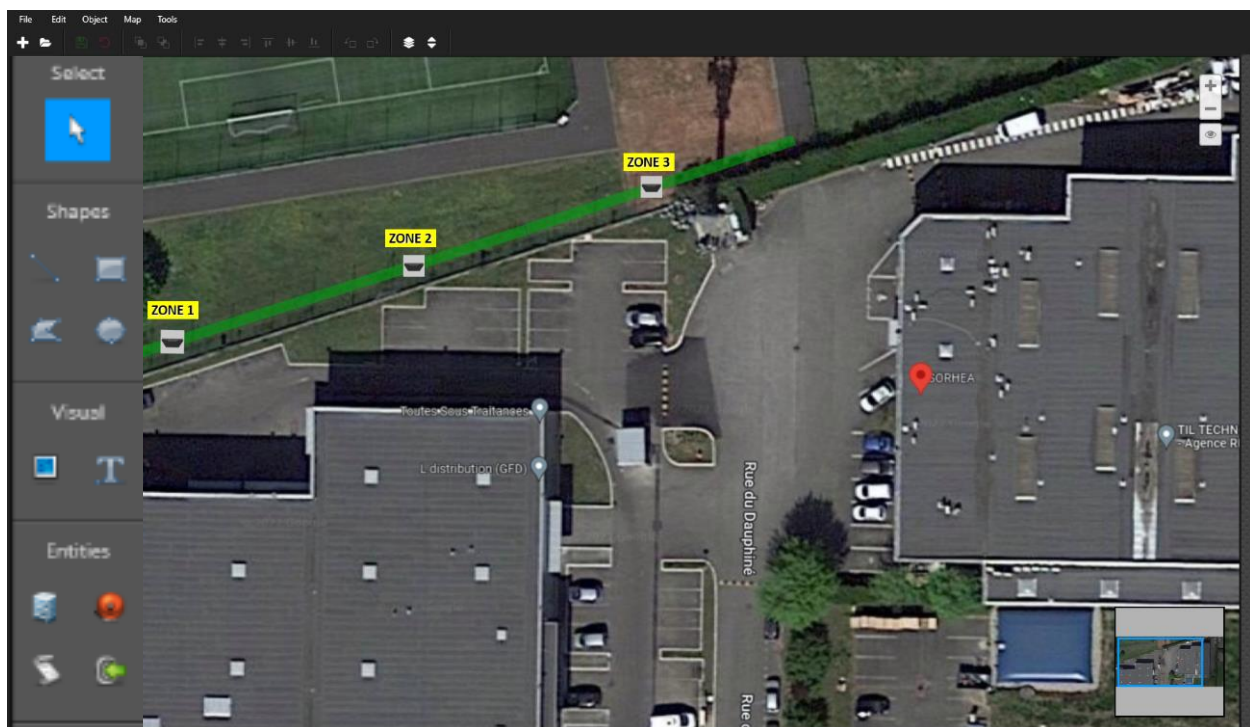 File Edit Object Map Tools
Select
Shapes
Visual
T
Entities
ZONE 3
ZONE 2
ZONE 1
SORHEA
Toutes Sous Traitances
TIL TECHN
- Agence R
L distribution (GFD)
Rue du Dauphiné
Rue